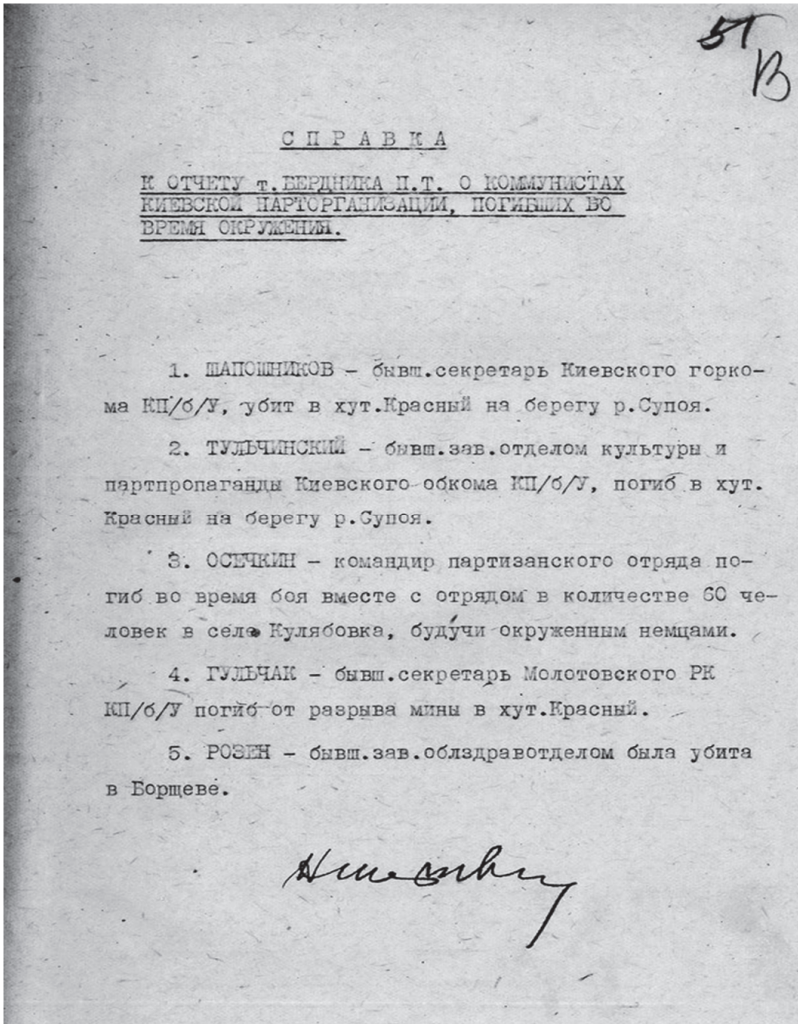 51
В
СПРАВКА
К ОТЧЕТУ т.БЕРДНИКА П.Т. О КОММУНИСТАХ
КИЕВСКОЙ ПАРТОРГАНИЗАЦИИ, ПОГИБШИХ ВО
ВРЕМЯ ОКРУЖЕНИЯ.
1. ШАПОШНИКОВ - бывш.секретарь Киевского горко-
ма КП/б/У, убит в хут.Красный на берегу р.Супоя.
2. ТУЛЬЧИНСКИЙ - бывш.зав.отделом культуры и
партпропаганды Киевского обкома КП/б/У, погиб в хут.
Красный на берегу р.Супоя.
3. ОСЕЧКИН - командир партизанского отряда по-
гиб во время боя вместе с отрядом в количестве 60 че-
ловек в селе Кулябовка, будучи окруженным немцами.
4. ГУЛЬЧАК - бывш.секретарь Молотовского РК
КП/б/У погиб от разрыва мины в хут.Красный.
5. РОЗЕН - бывш.зав.облздравотделом была убита
в Борщеве.